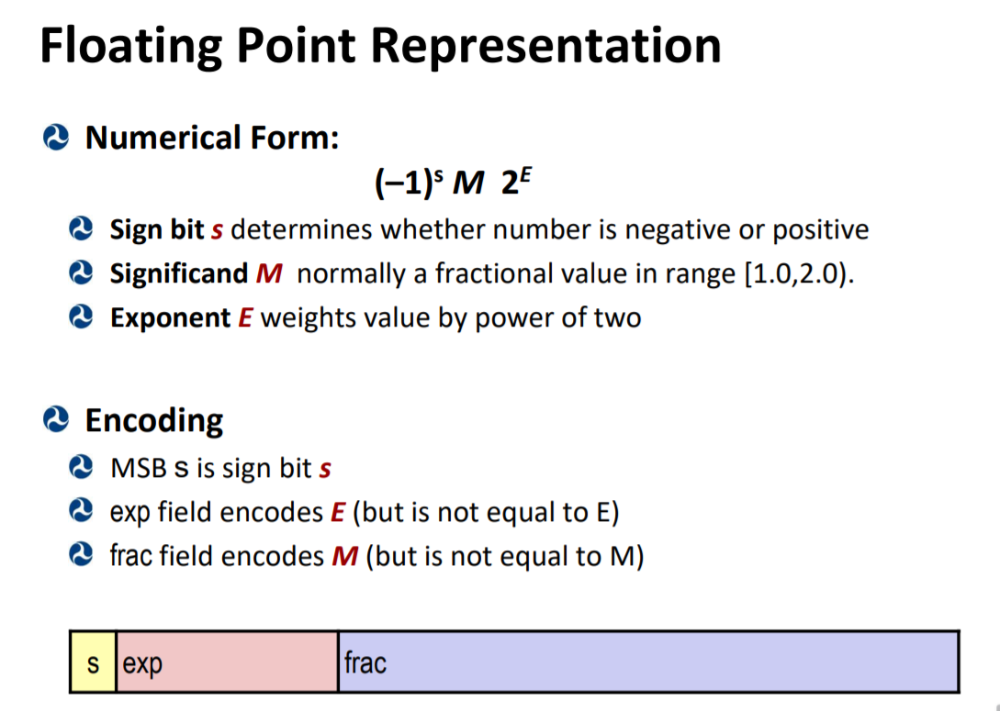 Floating Point Representation
Numerical Form:
(–1)ˢ M 2ᴱ
Sign bit s determines whether number is negative or positive
Significand M normally a fractional value in range [1.0,2.0).
Exponent E weights value by power of two
Encoding
MSB s is sign bit s
exp field encodes E (but is not equal to E)
frac field encodes M (but is not equal to M)
s exp frac